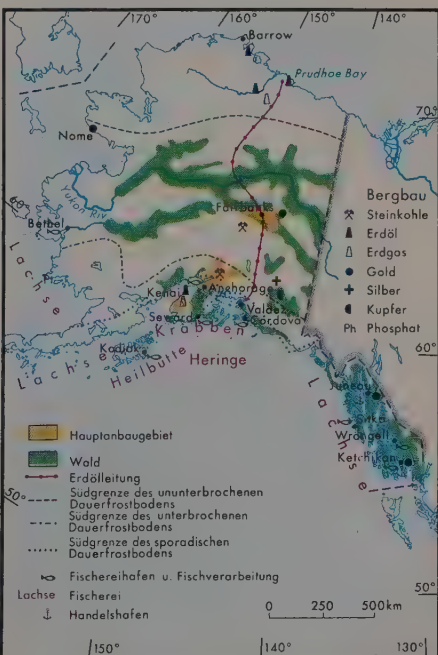 170°
160°
150°
140°
Barrow
Prudhoe Bay
70°
Nome
Yukon Riv
Fairbanks
60°
Bethel
Bergbau
Steinkohle
Erdöl
Erdgas
Gold
Silber
Kupfer
Ph Phosphat
Lachse
Kenai
Anchorage
Valdez
Seward
Cordova
Krabben
60°
Kodiak
Lachse
Heilbutte
Heringe
Juneau
Sitka
Lachse
Wrangell
Ketchikan
Hauptanbaugebiet
Wald
Erdölleitung
Südgrenze des ununterbrochenen
Dauerfrostbodens
50°
Südgrenze des unterbrochenen
Dauerfrostbodens
Südgrenze des sporadischen
Dauerfrostbodens
Fischereihafen u. Fischverarbeitung
50°
Lachse Fischerei
Handelshafen
0 250 500km
150°
140°
130°